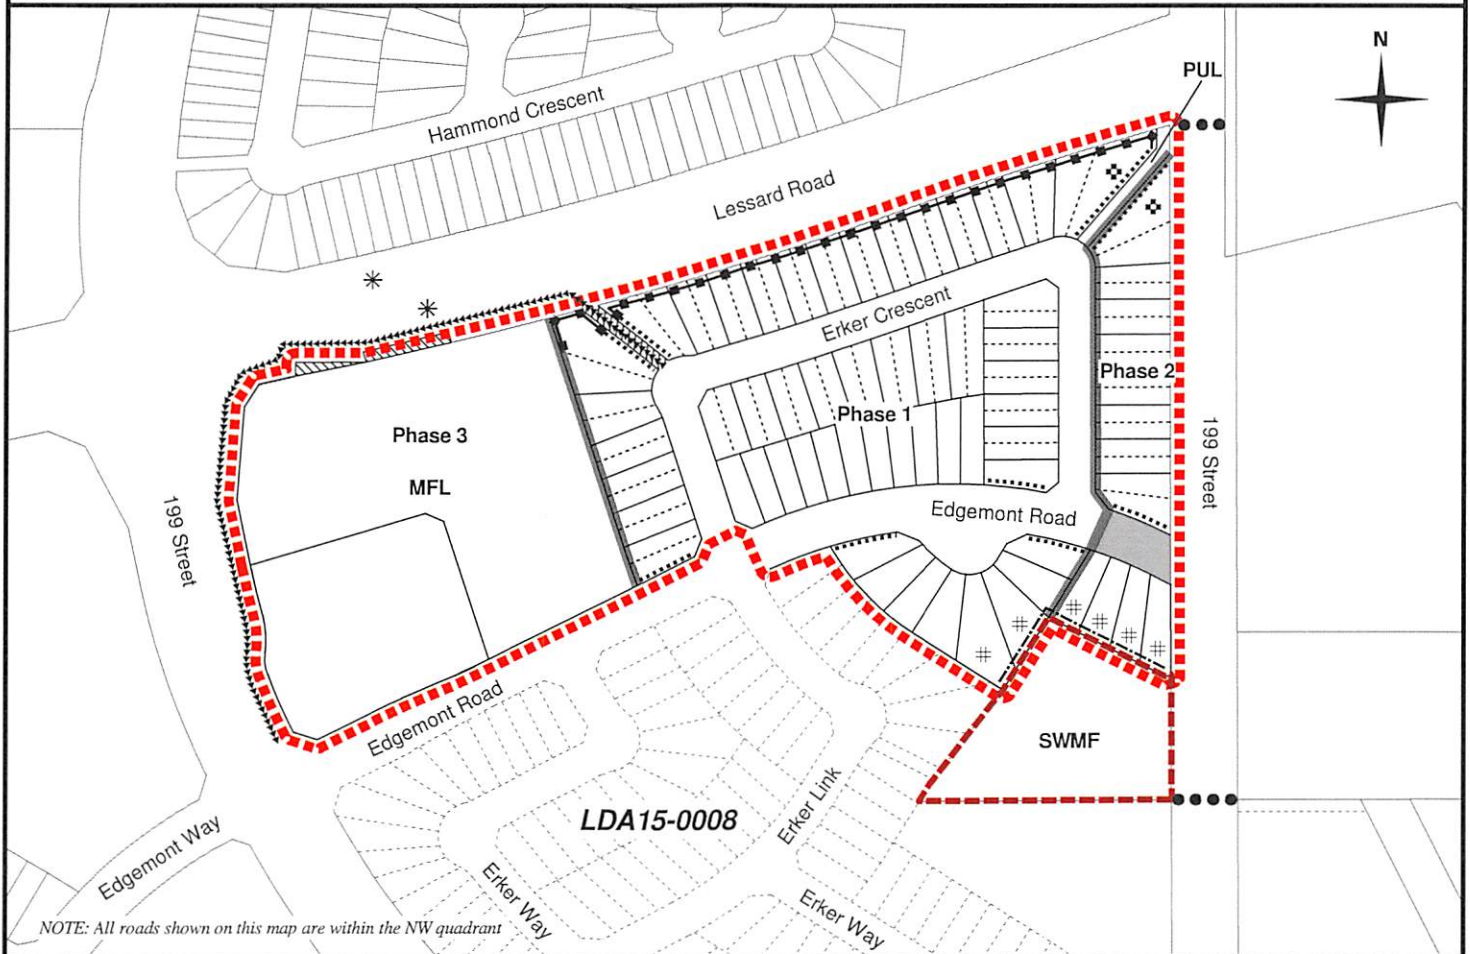 N
PUL
Hammond Crescent
Lessard Road
Erker Crescent
Phase 2
Phase 1
Phase 3
MFL
199 Street
199 Street
Edgemont Road
Edgemont Road
SWMF
LDA15-0008
Erker Link
Edgemont Way
Erker Way
Erker Way
NOTE: All roads shown on this map are within the NW quadrant